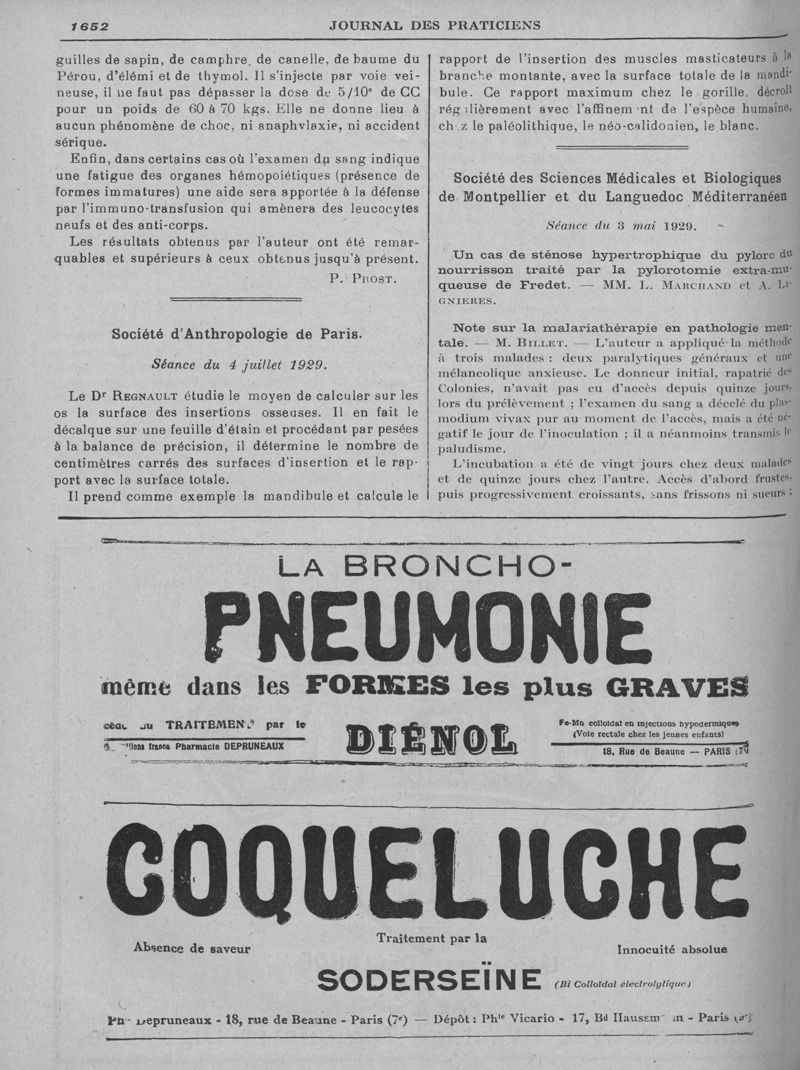 1652
JOURNAL DES PRATICIENS
guilles de sapin, de camphre, de canelle, de baume du
Pérou, d'élémi et de thymol. Il s'injecte par voie vei-
neuse, il ne faut pas dépasser la dose de 5/10e de CC
pour un poids de 60 à 70 kgs. Elle ne donne lieu à
aucun phénomène de choc, ni anaphylaxie, ni accident
sérique.
Enfin, dans certains cas où l'examen du sang indique
une fatigue des organes hémopoiétiques (présence de
formes immatures) une aide sera apportée à la défense
par l'immuno-transfusion qui amènera des leucocytes
neufs et des anti-corps.
Les résultats obtenus par l'auteur ont été remar-
quables et supérieurs à ceux obtenus jusqu'à présent.
P. PROST.
Société d'Anthropologie de Paris.
Séance du 4 juillet 1929.
Le Dr REGNAULT étudie le moyen de calculer sur les
os la surface des insertions osseuses. Il en fait le
décalque sur une feuille d'étain et procédant par pesées
à la balance de précision, il détermine le nombre de
centimètres carrés des surfaces d'insertion et le rap-
port avec la surface totale.
Il prend comme exemple la mandibule et calcule le
rapport de l'insertion des muscles masticateurs à la
branche montante, avec la surface totale de la mandi-
bule. Ce rapport maximum chez le gorille, décroît
régulièrement avec l'affinement de l'espèce humaine,
chez le paléolithique, le néo-calidonien, le blanc.
Société des Sciences Médicales et Biologiques
de Montpellier et du Languedoc Méditerranéen
Séance du 3 mai 1929.
Un cas de sténose hypertrophique du pylore du
nourrisson traité par la pylorotomie extra-mu-
queuse de Fredet. — MM. L. MARCHAND et A. LI-
GNIERES.
Note sur la malariathérapie en pathologie men-
tale. — M. BILLET. — L'auteur a appliqué la méthode
à trois malades : deux paralytiques généraux et une
mélancolique anxieuse. Le donneur initial, rapatrié des
Colonies, n'avait pas eu d'accès depuis quinze jours,
lors du prélèvement ; l'examen du sang a décelé du plas-
modium vivax pur au moment de l'accès, mais a été né-
gatif le jour de l'inoculation ; il a néanmoins transmis le
paludisme.
L'incubation a été de vingt jours chez deux malades
et de quinze jours chez l'autre. Accès d'abord frustes,
puis progressivement croissants, sans frissons ni sueurs ;
LA BRONCHO-
PNEUMONIE
même dans les FORMES les plus GRAVES
TRAITEMENT par le
Pharmacie DEPRUNEAUX
DIÉNOL
Fe-Mn colloïdal en injections hypodermiques
(Voie rectale chez les jeunes enfants)
18, Rue de Beaune — PARIS
COQUELUCHE
Absence de saveur
Traitement par la
Innocuité absolue
SODERSEÏNE (Bi Colloïdal électrolytique)
Depruneaux - 18, rue de Beaune - Paris (7e) — Dépôt : Phie Vicario - 17, Bd Haussmann - Paris